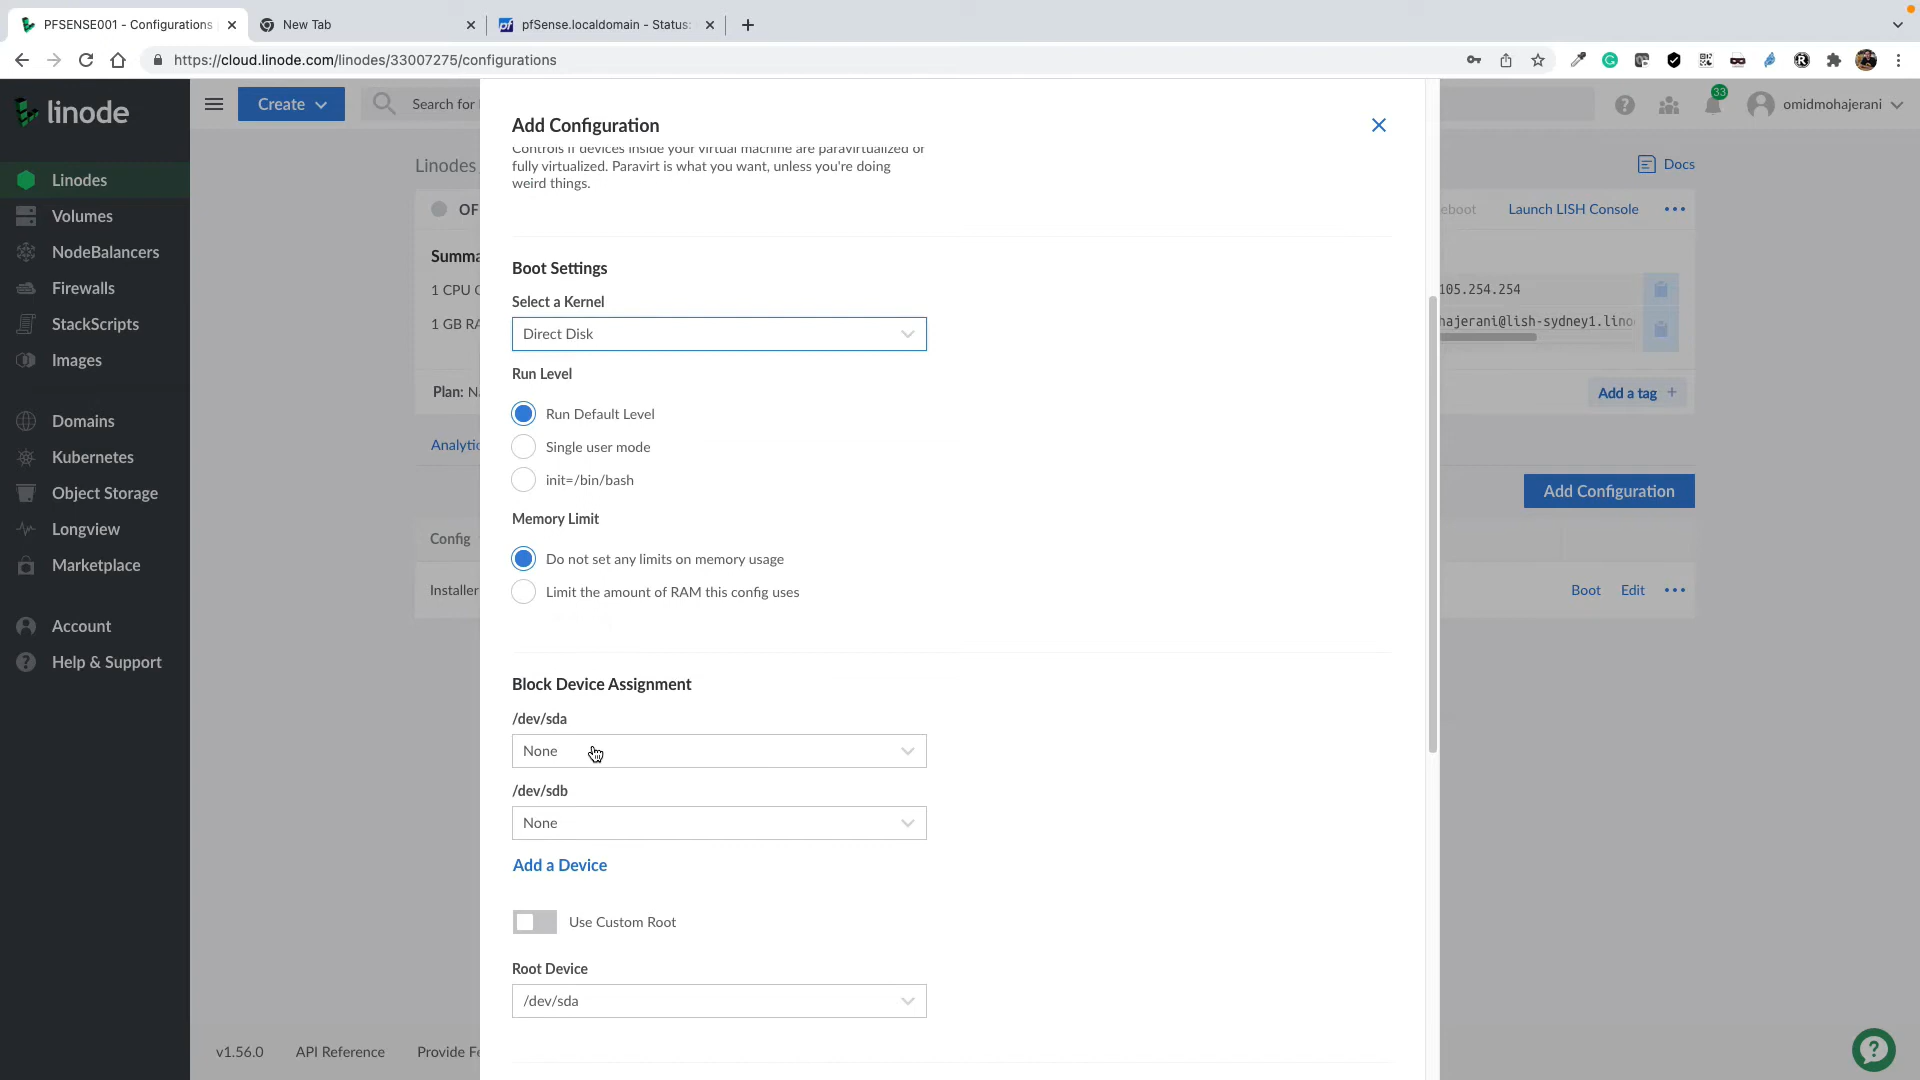 PFSENSE001 - Configurations
New Tab
pfSense.localdomain - Status:
https://cloud.linode.com/linodes/33007275/configurations
linode
Create
Search for
33
omidmohajerani
Add Configuration
Linodes
Volumes
NodeBalancers
Firewalls
StackScripts
Images
Domains
Kubernetes
Object Storage
Longview
Marketplace
Account
Help & Support
Linodes
Docs
OF
eboot
Launch LISH Console
Summa
1 CPU C
1 GB RA
105.254.254
hajerani@lish-sydney1.lino
Plan: N
Add a tag +
Analytic
Add Configuration
Config
Installer
Boot
Edit
Controls if devices inside your virtual machine are paravirtualized or
fully virtualized. Paravirt is what you want, unless you're doing
weird things.
Boot Settings
Select a Kernel
Direct Disk
Run Level
Run Default Level
Single user mode
init=/bin/bash
Memory Limit
Do not set any limits on memory usage
Limit the amount of RAM this config uses
Block Device Assignment
/dev/sda
None
/dev/sdb
None
Add a Device
Use Custom Root
Root Device
/dev/sda
v1.56.0
API Reference
Provide Fe